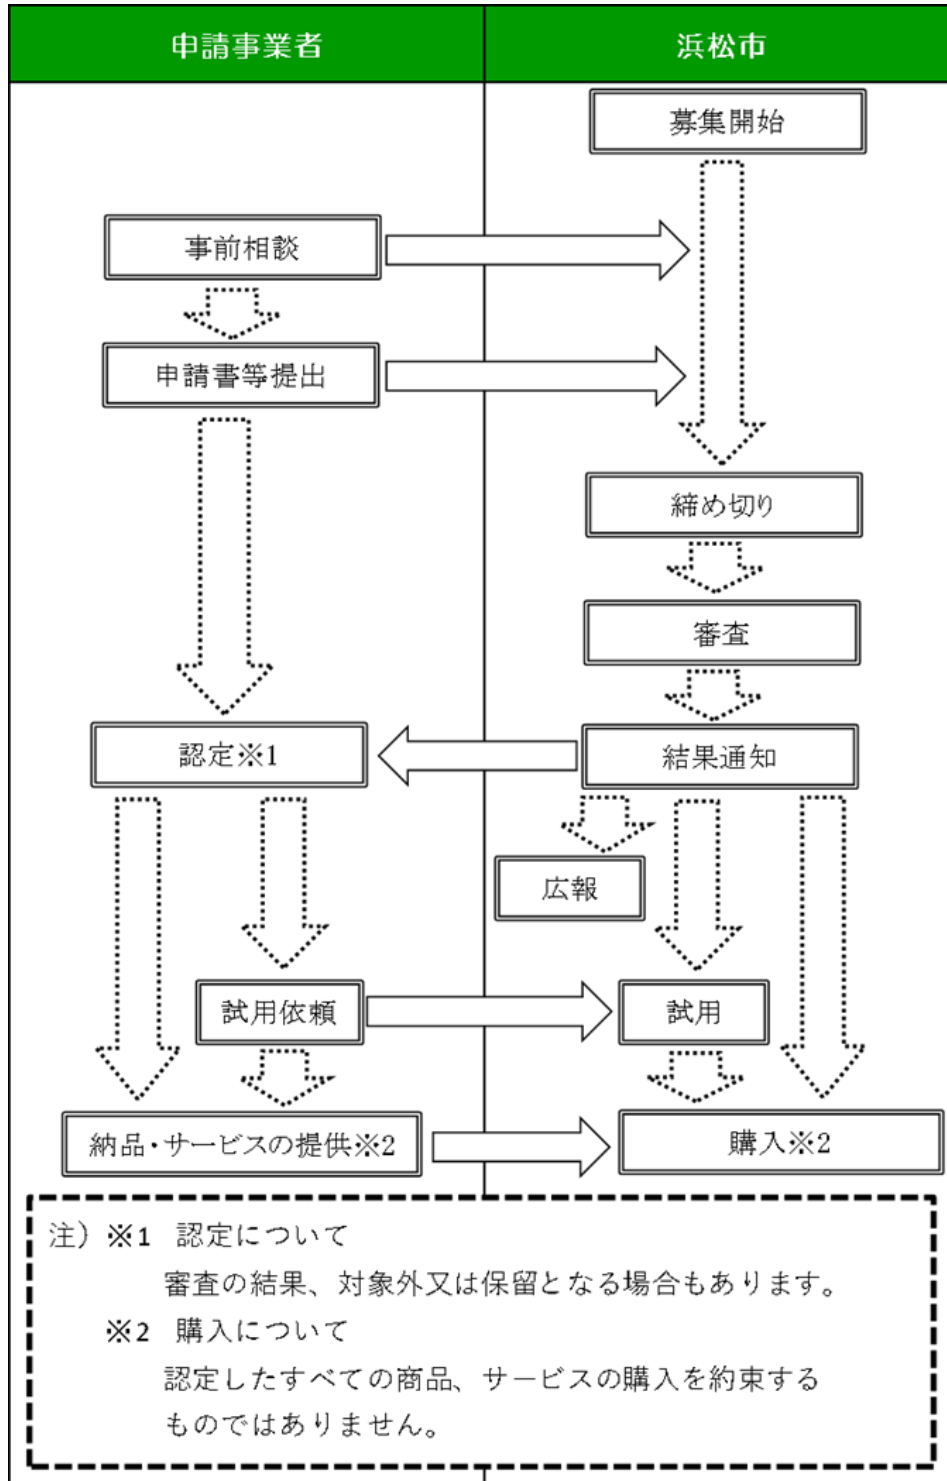 申請事業者
浜松市
募集開始
事前相談
申請書等提出
締め切り
審査
認定※1
結果通知
広報
試用依頼
試用
納品・サービスの提供※2
購入※2
注）※1 認定について
審査の結果、対象外又は保留となる場合もあります。
※2 購入について
認定したすべての商品、サービスの購入を約束する
ものではありません。